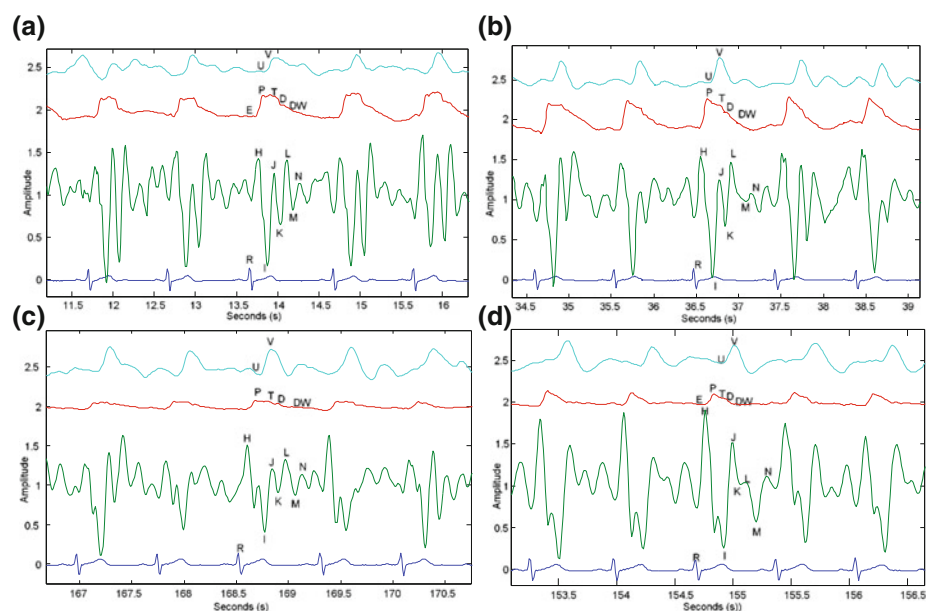 (a)
V
U
P T D
E DW
H L
J
N
M
K
R I
Amplitude
2.5
2
1.5
1
0.5
0
11.5 12 12.5 13 13.5 14 14.5 15 15.5 16
Seconds (s)
(b)
V
U
P T D
DW
H L
J N
M
K
R
I
Amplitude
2.5
2
1.5
1
0.5
0
34.5 35 35.5 36 36.5 37 37.5 38 38.5 39
Seconds (s)
(c)
V
U
P T D DW
H
L
J N
K M
I
R
Amplitude
2.5
2
1.5
1
0.5
0
167 167.5 168 168.5 169 169.5 170 170.5
Seconds (s)
(d)
V
U
P T D
E DW
H
J
L N
K
M
R I
Amplitude
2.5
2
1.5
1
0.5
0
153.5 154 154.5 155 155.5 156 156.5
Seconds (s))